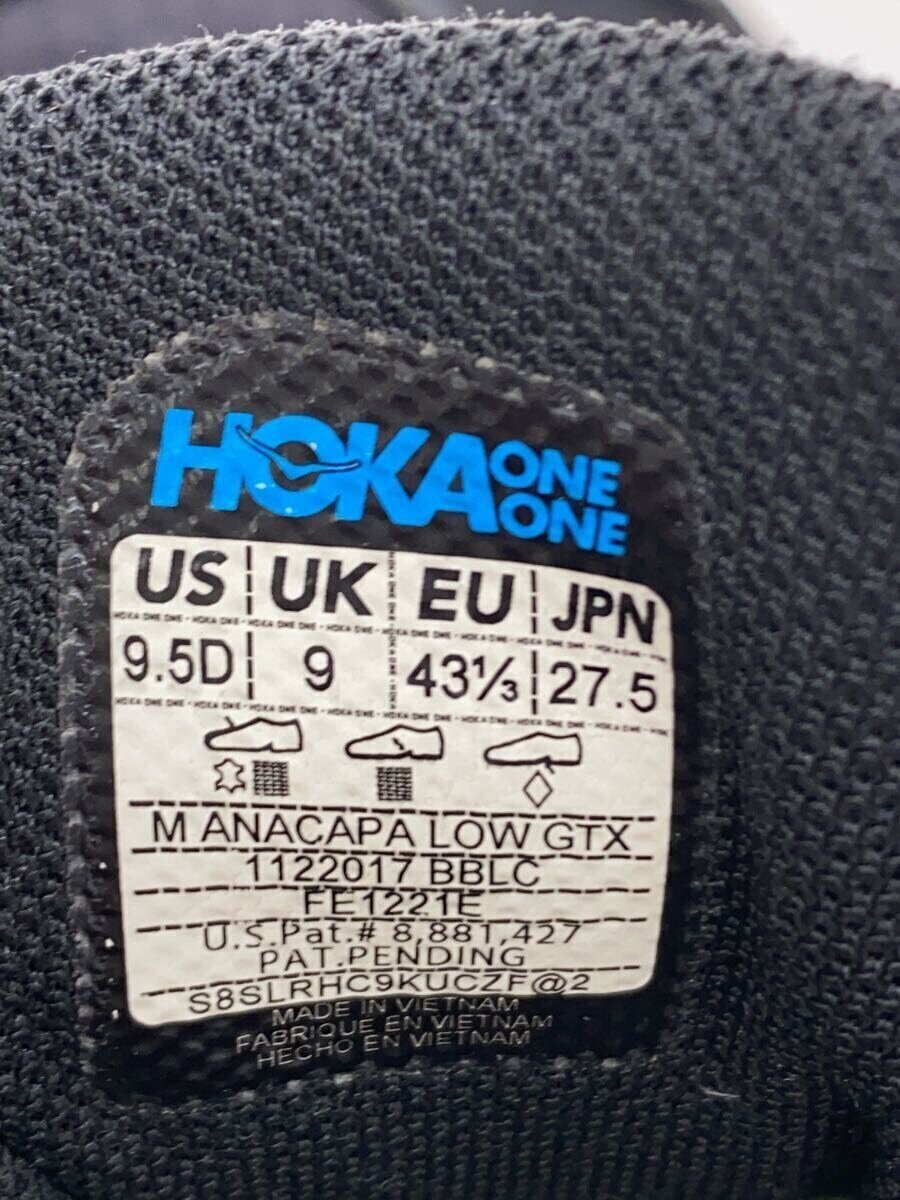 HOKA ONE ONE
US UK EU JPN
9.5D 9 43⅓ 27.5
M ANACAPA LOW GTX
1122017 BBLC
FE1221E
U.S.Pat.# 8,881,427
PAT.PENDING
S8SLRHC9KUCZF@2
MADE IN VIETNAM
FABRIQUE EN VIETNAM
HECHO EN VIETNAM